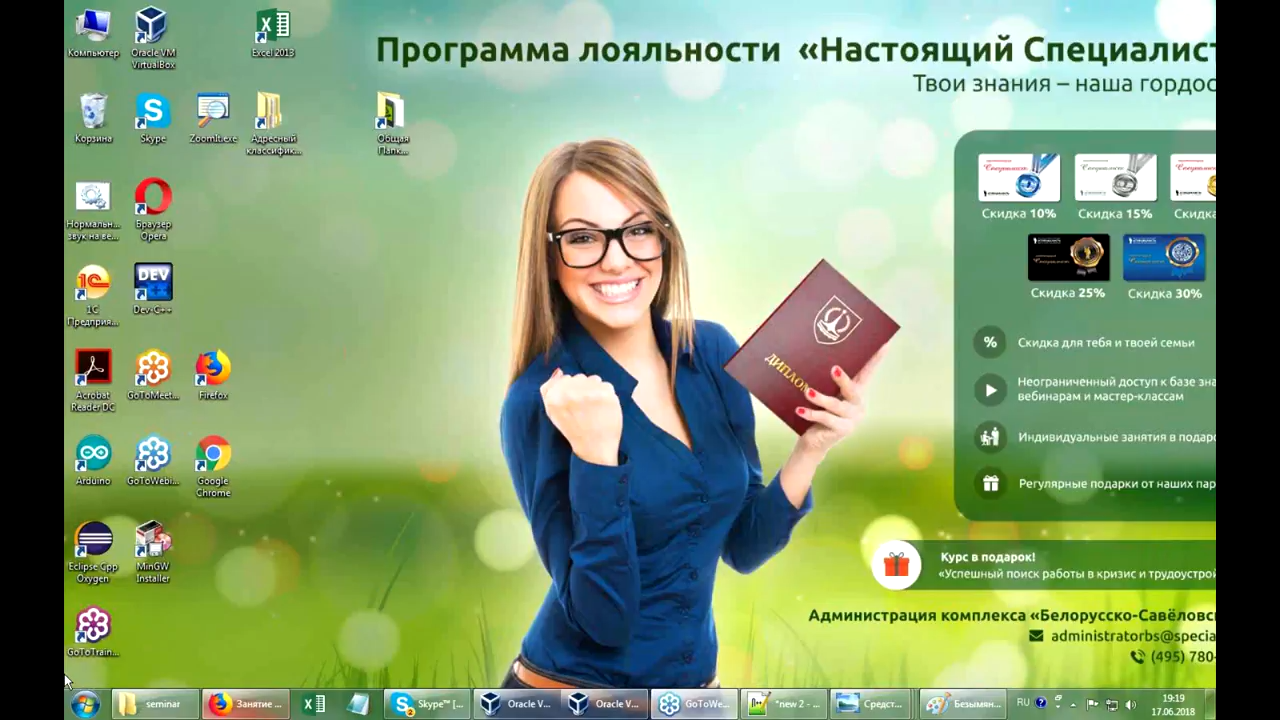 Программа лояльности «Настоящий Специалист
Твои знания – наша гордос
Компьютер
Oracle VM VirtualBox
Excel 2013
Корзина
Skype
ZoomIt.exe
Адресный классифик...
Общая Папк...
Нормальн... звук на ве...
Браузер Opera
1С Предприя...
DEV
Dev-C++
Acrobat Reader DC
GoToMeet...
Firefox
Arduino
GoToWebi...
Google Chrome
Eclipse Cpp Oxygen
MinGW Installer
GoToTrain...
ДИПЛОМ
Скидка 10%
Скидка 15%
Скидка
Скидка 25%
Скидка 30%
Скидка для тебя и твоей семьи
Неограниченный доступ к базе зна
вебинарам и мастер-классам
Индивидуальные занятия в подаро
Регулярные подарки от наших пар
Курс в подарок!
«Успешный поиск работы в кризис и трудоустрой
Администрация комплекса «Белорусско-Савёловс
administratorbs@specia
(495) 780-
seminar
Занятие ...
Skype™ [...
Oracle V...
Oracle V...
GoToWe...
*new 2 - ...
Средст...
Безымян...
RU
19:19
17.06.2018